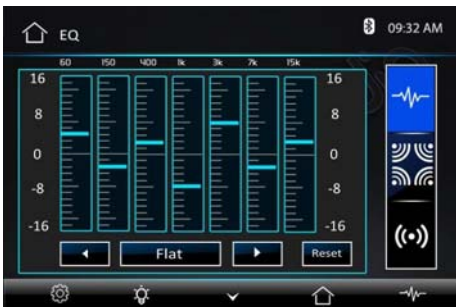 EQ
09:32 AM
60 150 400 1k 3k 7k 15k
16 16
8 8
0 0
-8 -8
-16 -16
Flat
Reset